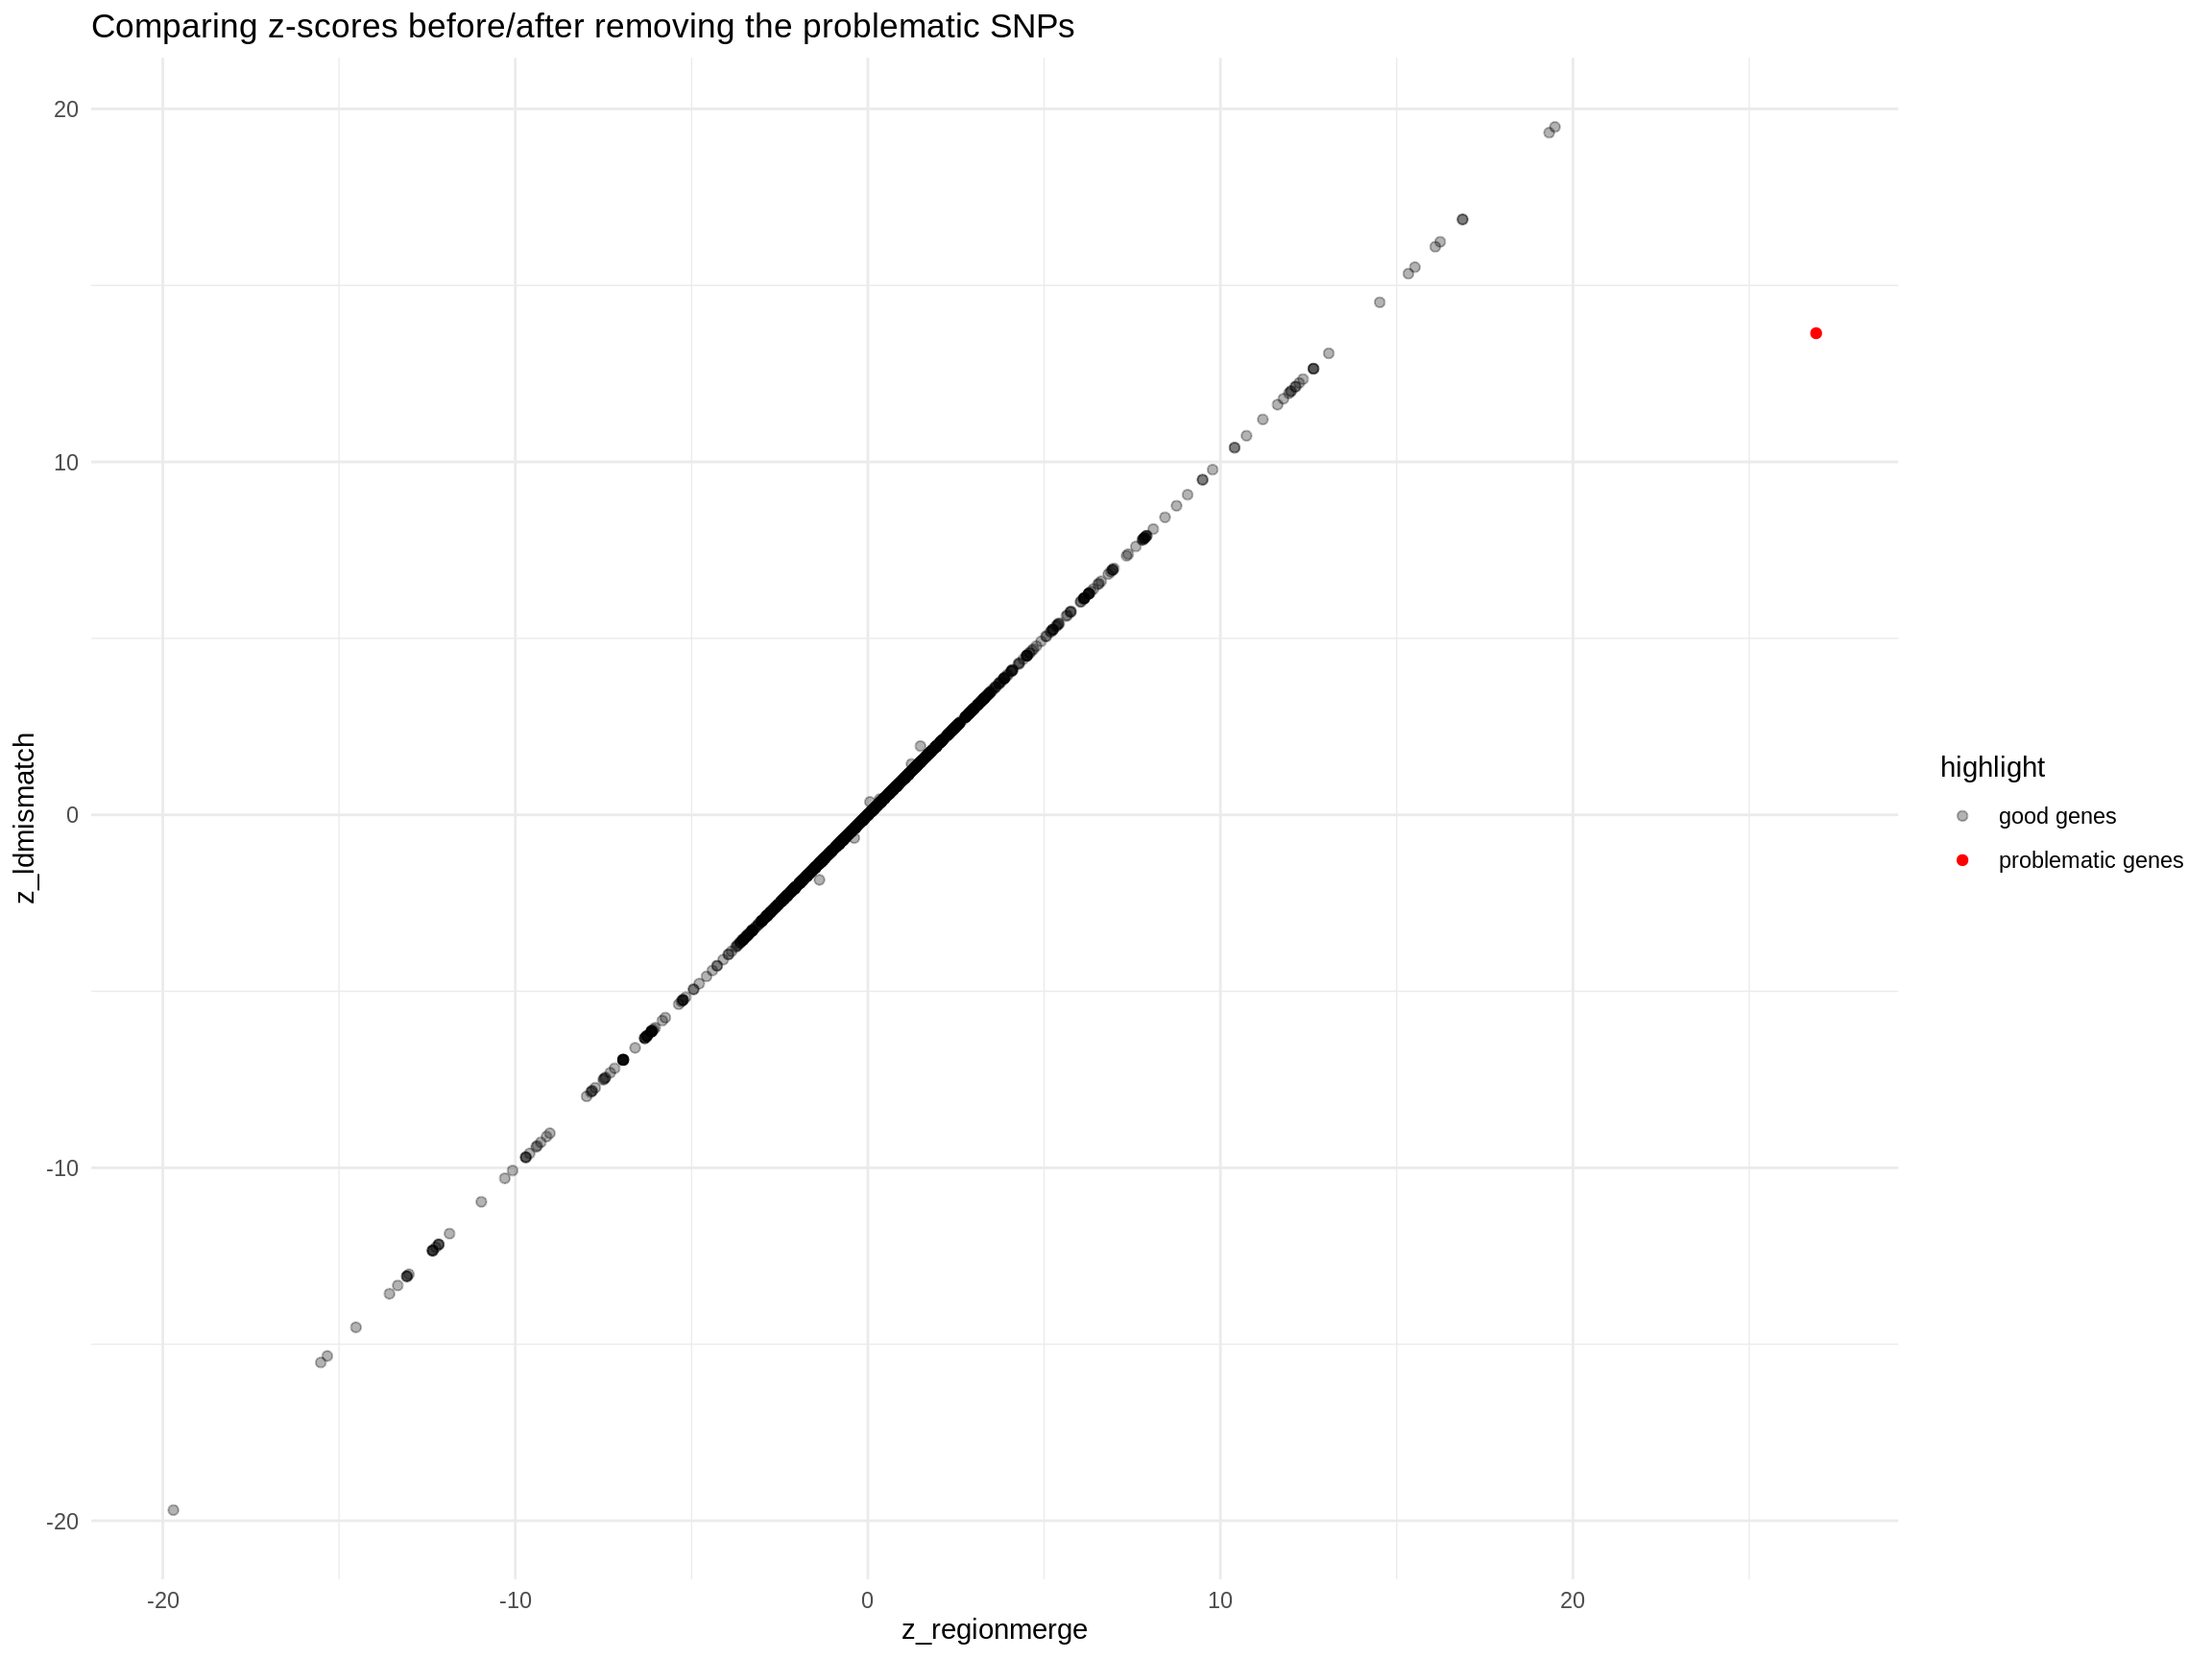 Comparing z-scores before/after removing the problematic SNPs
20
10
0
-10
-20
z_ldmismatch
-20
-10
0
10
20
z_regionmerge
highlight
good genes
problematic genes